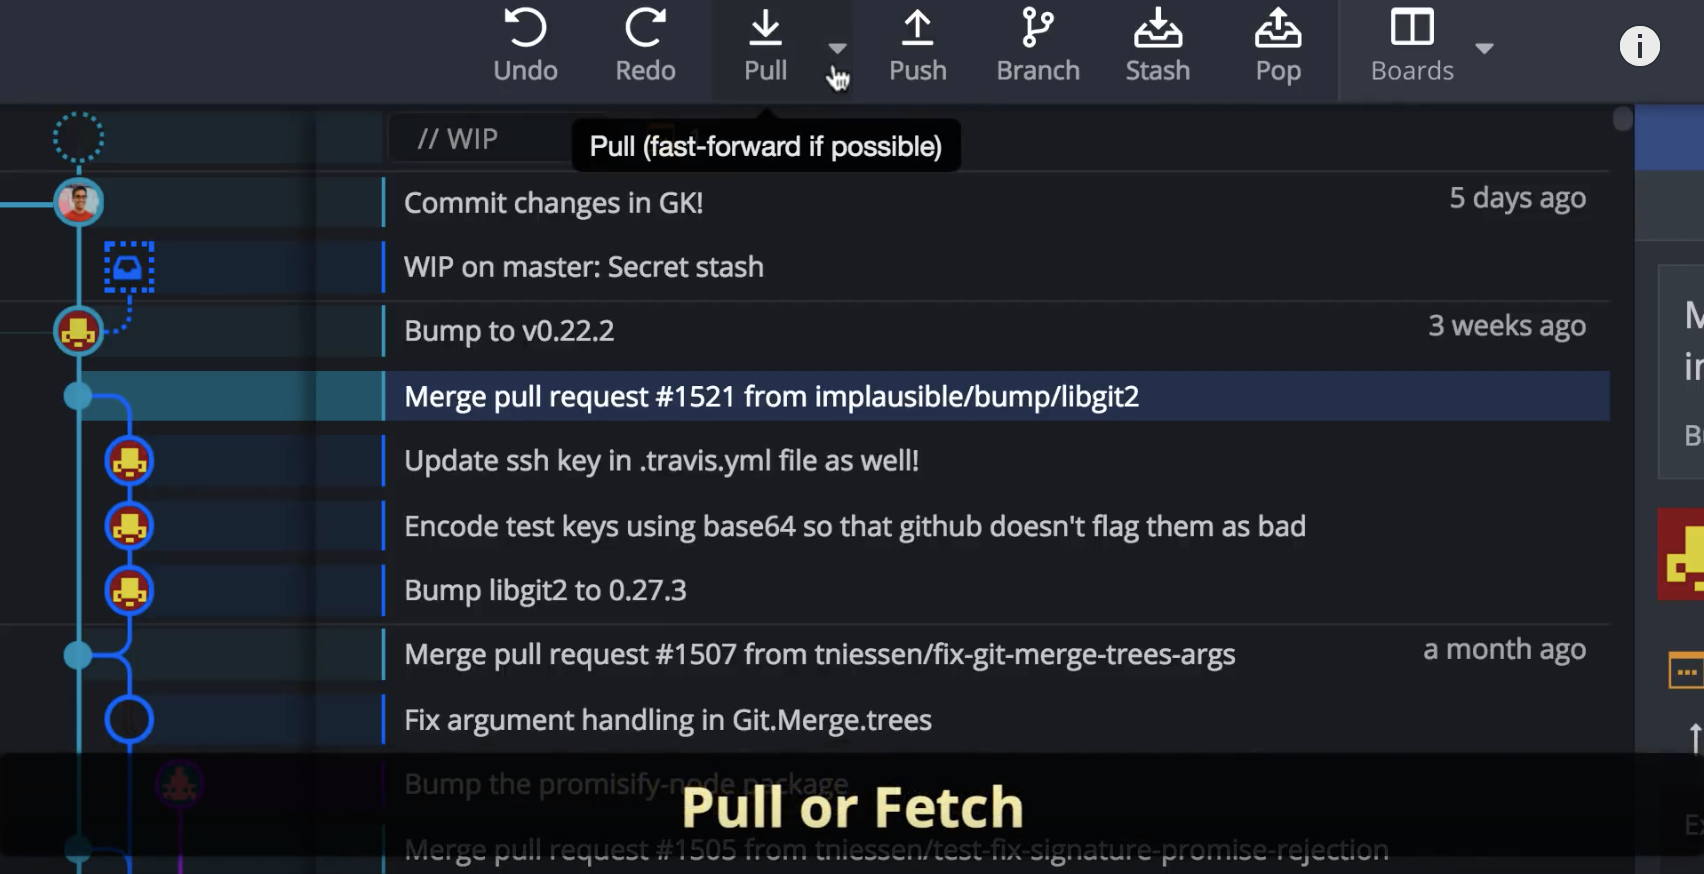 Undo Redo Pull Push Branch Stash Pop Boards
// WIP
Pull (fast-forward if possible)
Commit changes in GK! 5 days ago
WIP on master: Secret stash
Bump to v0.22.2 3 weeks ago
Merge pull request #1521 from implausible/bump/libgit2
Update ssh key in .travis.yml file as well!
Encode test keys using base64 so that github doesn't flag them as bad
Bump libgit2 to 0.27.3
Merge pull request #1507 from tniessen/fix-git-merge-trees-args a month ago
Fix argument handling in Git.Merge.trees
Bump the promisify-node package
Pull or Fetch
Merge pull request #1505 from tniessen/test-fix-signature-promise-rejection